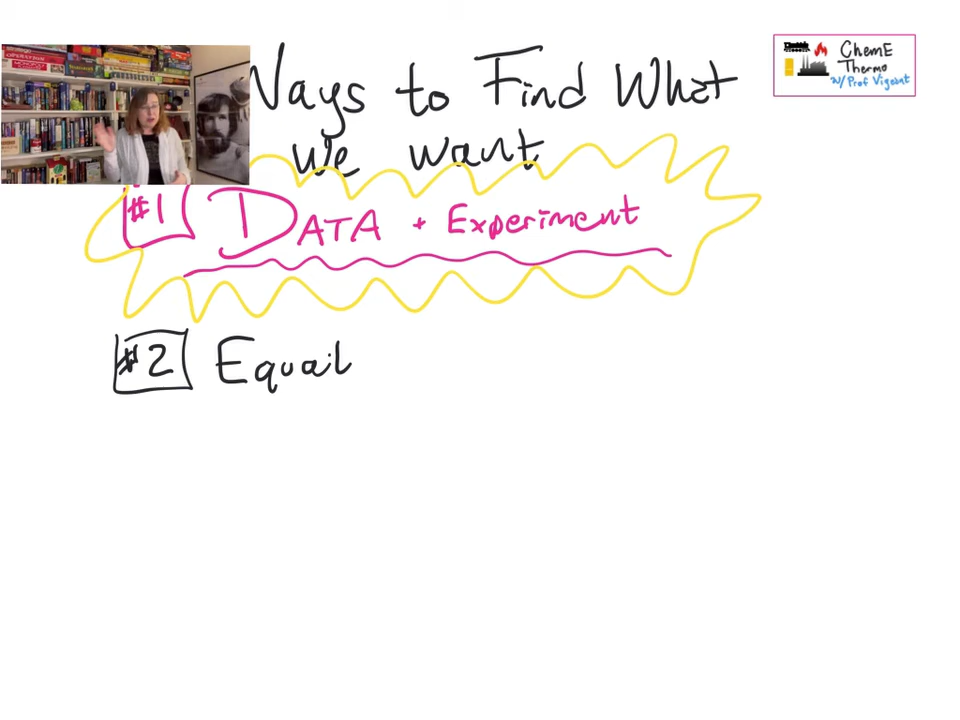 Ways to Find What
we want
#1 DATA + Experiment
#2 Equal
ChemE
Thermo
w/ Prof Vigeant